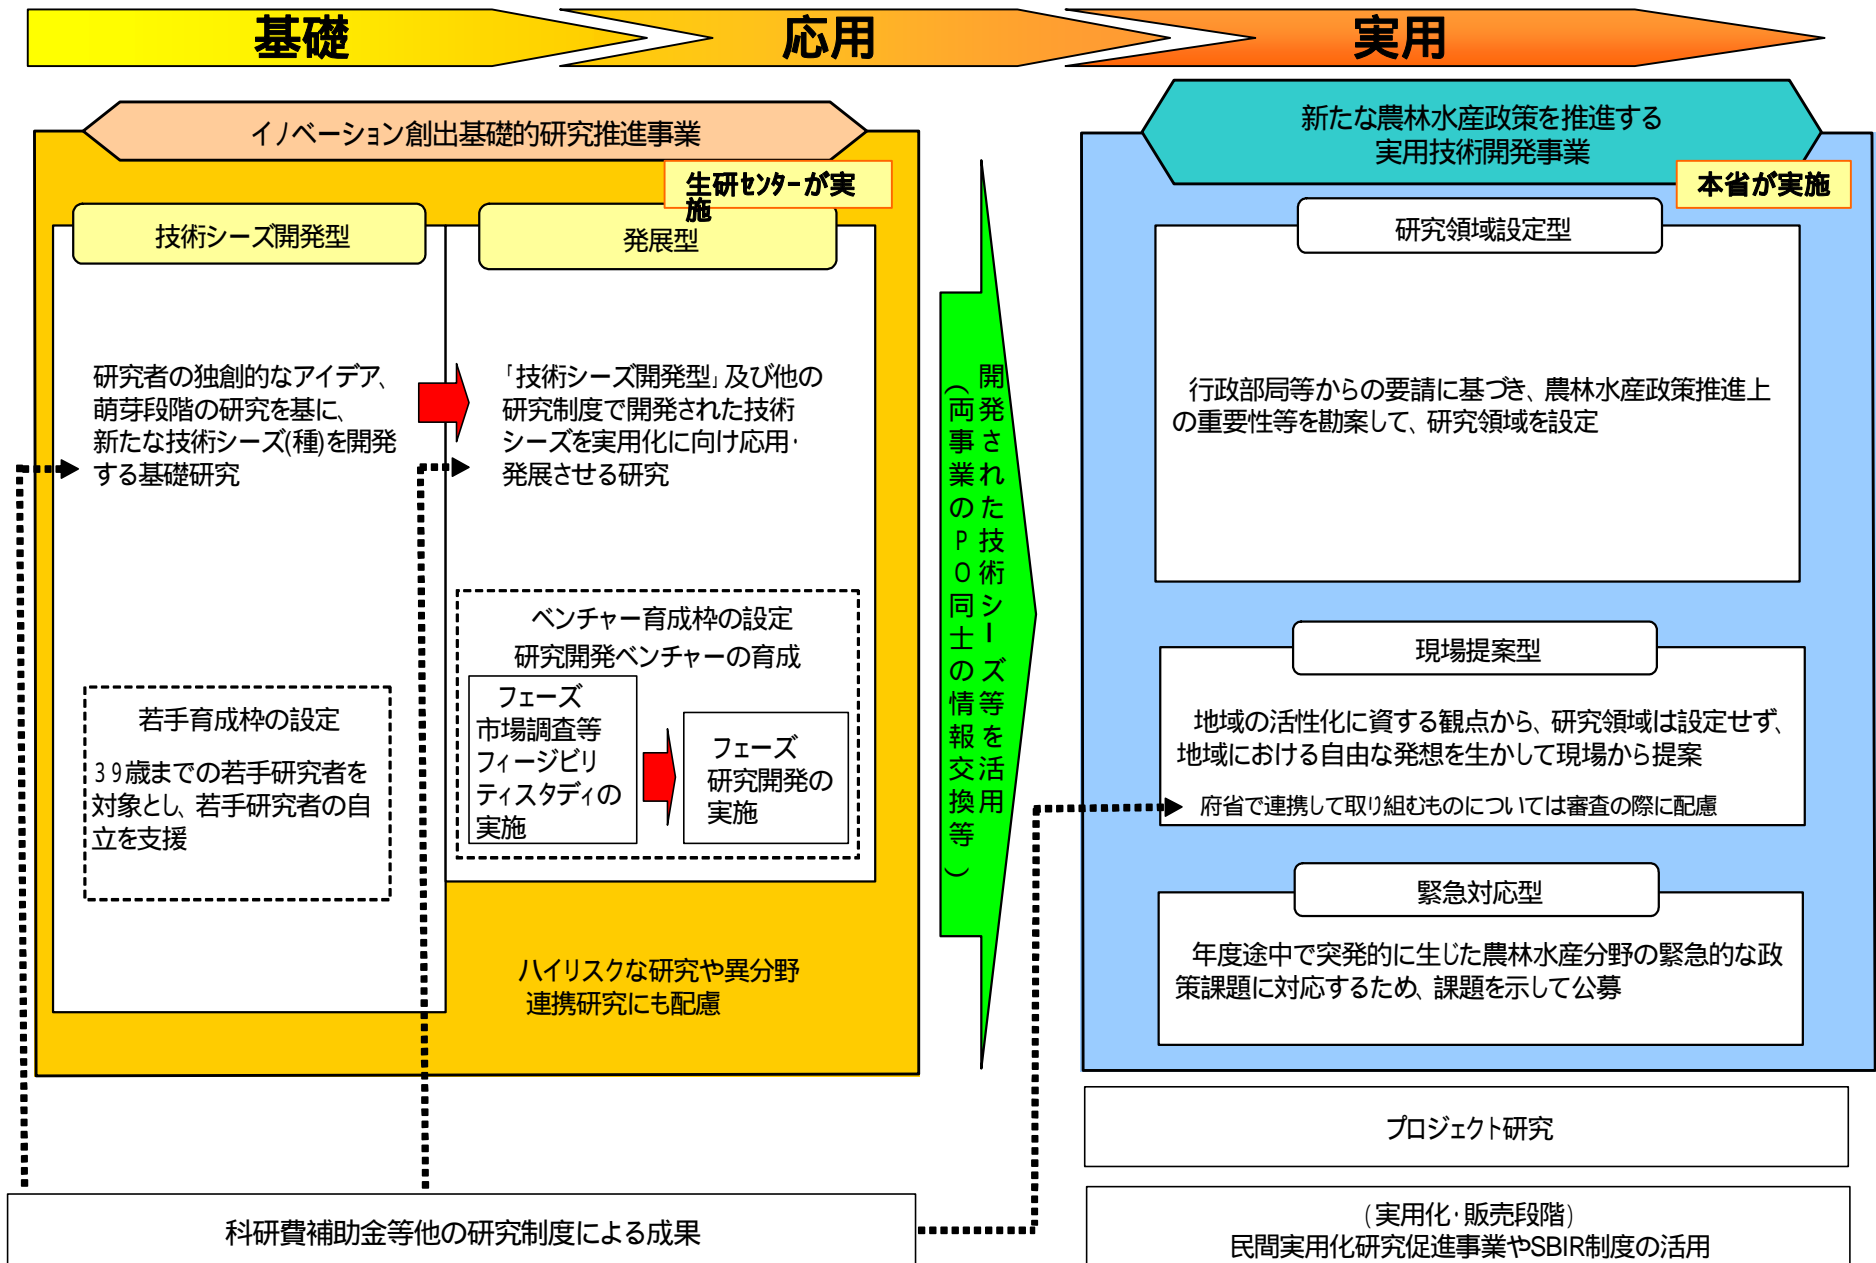 基礎
応用
実用
イノベーション創出基礎的研究推進事業
生研センターが実
施
技術シーズ開発型
発展型
研究者の独創的なアイデア、
萌芽段階の研究を基に、
新たな技術シーズ(種)を開発
する基礎研究
「技術シーズ開発型」及び他の
研究制度で開発された技術
シーズを実用化に向け応用・
発展させる研究
若手育成枠の設定
39歳までの若手研究者を
対象とし、若手研究者の自
立を支援
ベンチャー育成枠の設定
研究開発ベンチャーの育成
フェーズ
市場調査等
フィージビリ
ティスタディの
実施
フェーズ
研究開発の
実施
ハイリスクな研究や異分野
連携研究にも配慮
開発された技術シーズ等を活用
(両事業のPO同士の情報交換等)
新たな農林水産政策を推進する
実用技術開発事業
本省が実施
研究領域設定型
行政部局等からの要請に基づき、農林水産政策推進上
の重要性等を勘案して、研究領域を設定
現場提案型
地域の活性化に資する観点から、研究領域は設定せず、
地域における自由な発想を生かして現場から提案
府省で連携して取り組むものについては審査の際に配慮
緊急対応型
年度途中で突発的に生じた農林水産分野の緊急的な政
策課題に対応するため、課題を示して公募
プロジェクト研究
科研費補助金等他の研究制度による成果
(実用化・販売段階)
民間実用化研究促進事業やSBIR制度の活用